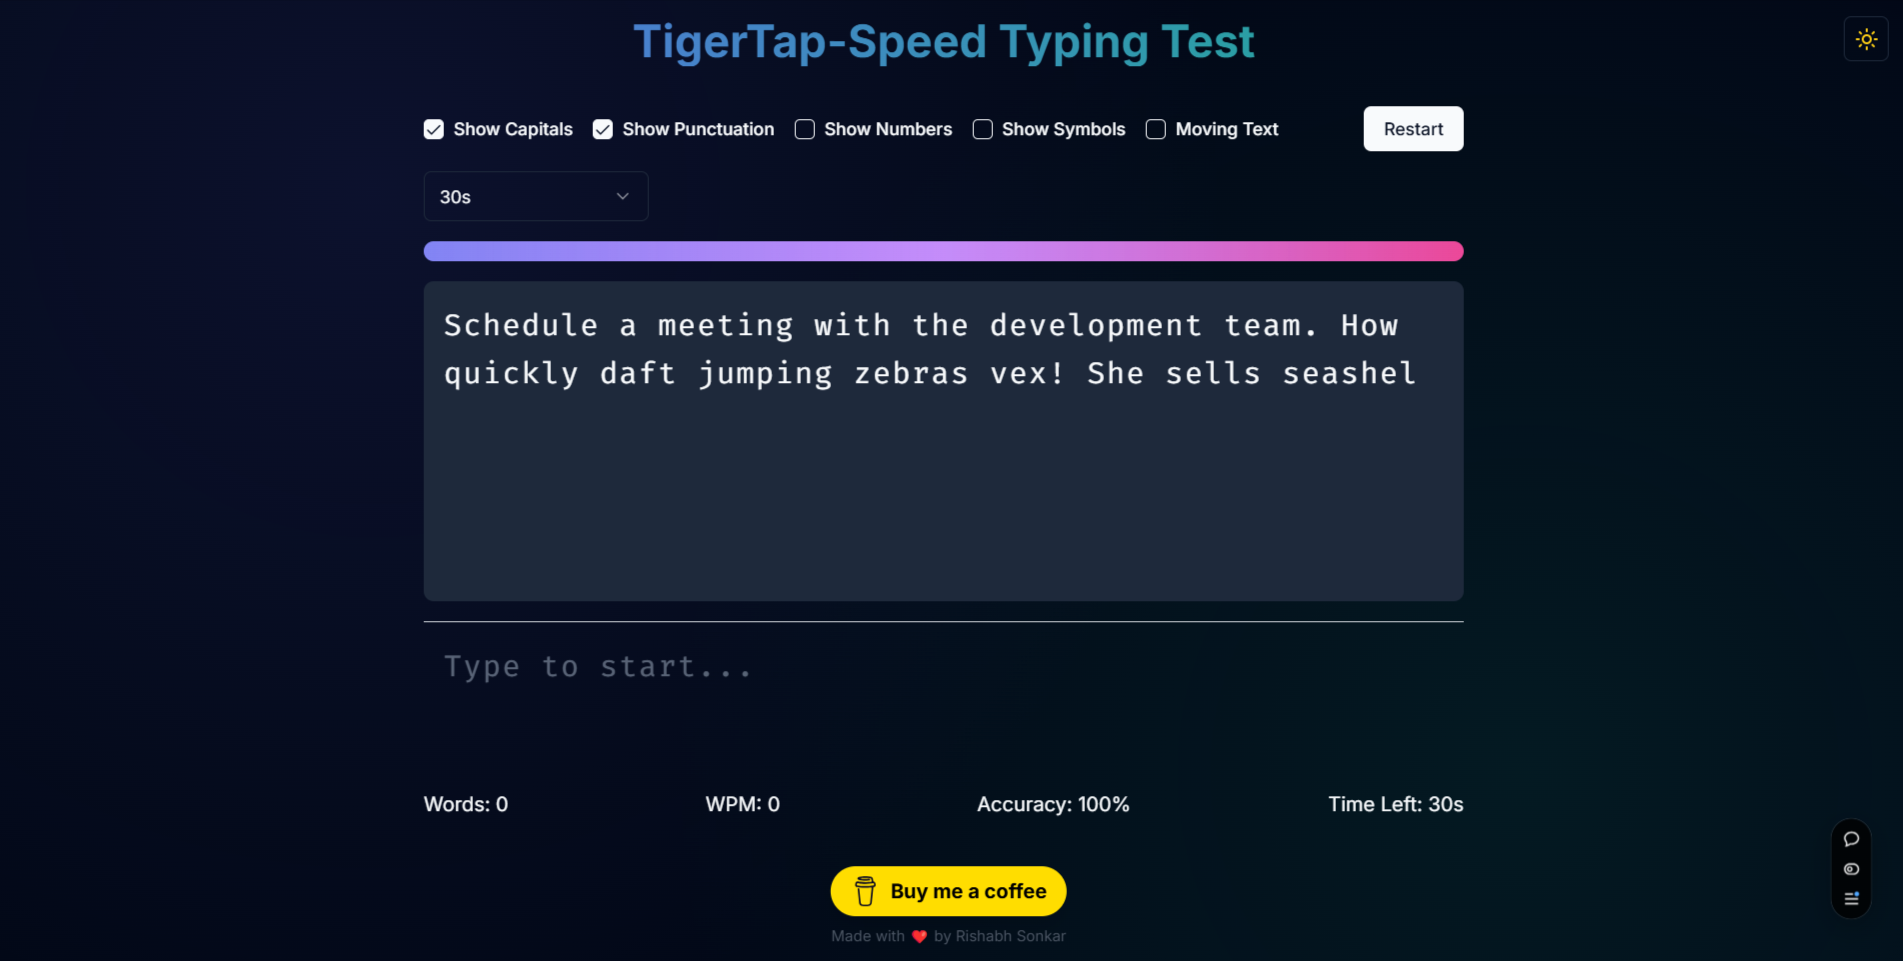 TigerTap-Speed Typing Test
Show Capitals Show Punctuation Show Numbers Show Symbols Moving Text Restart
30s
Schedule a meeting with the development team. How
quickly daft jumping zebras vex! She sells seashel
Type to start...
Words: 0 WPM: 0 Accuracy: 100% Time Left: 30s
Buy me a coffee
Made with ❤️ by Rishabh Sonkar